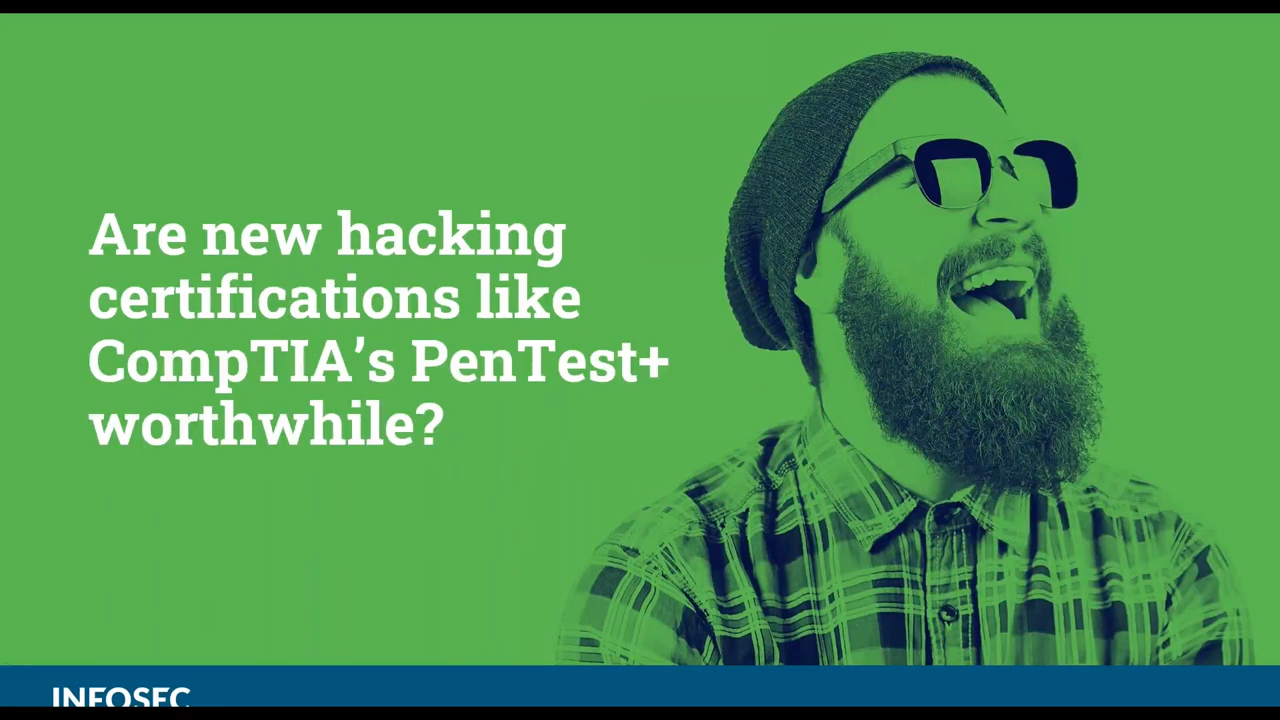 Are new hacking
certifications like
CompTIA’s PenTest+
worthwhile?
INFOSEC